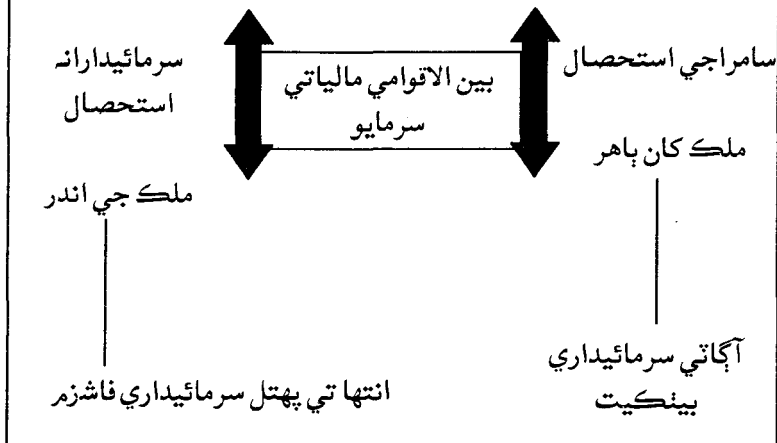 سامراجي استحصال
ملڪ کان ٻاهر
آڳاٽي سرمائيداري
بيٺڪيت
بين الاقوامي مالياتي
سرمايو
سرمائيدارانہ
استحصال
ملڪ جي اندر
انتها تي پهتل سرمائيداري فاشزم